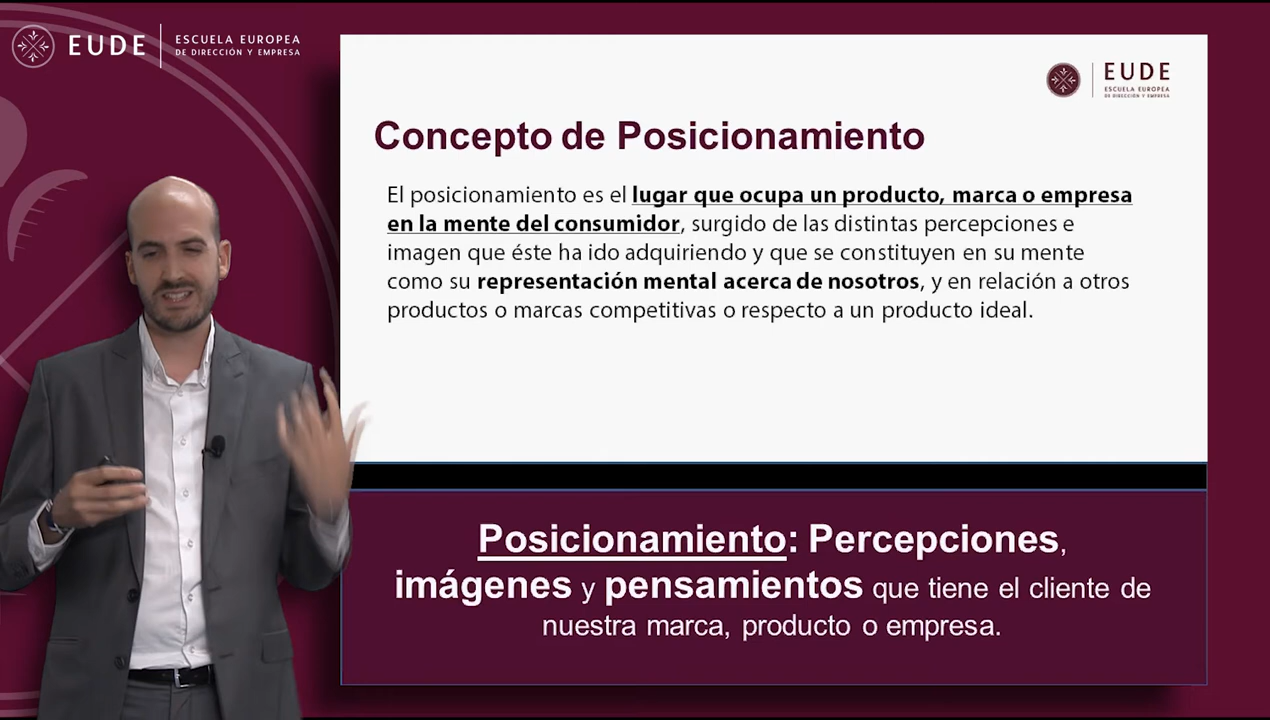 EUDE
ESCUELA EUROPEA
DE DIRECCIÓN Y EMPRESA
EUDE
ESCUELA EUROPEA
DE DIRECCIÓN Y EMPRESA
Concepto de Posicionamiento
El posicionamiento es el lugar que ocupa un producto, marca o empresa
en la mente del consumidor, surgido de las distintas percepciones e
imagen que éste ha ido adquiriendo y que se constituyen en su mente
como su representación mental acerca de nosotros, y en relación a otros
productos o marcas competitivas o respecto a un producto ideal.
Posicionamiento: Percepciones,
imágenes y pensamientos que tiene el cliente de
nuestra marca, producto o empresa.